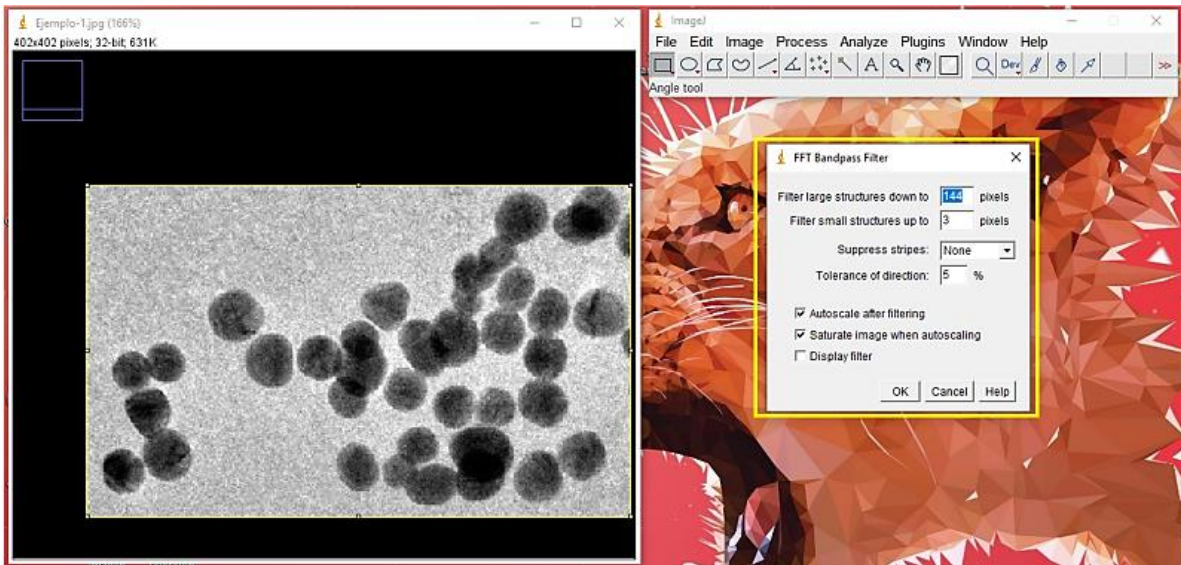 Ejemplo-1.jpg (166%)
402x402 pixels; 32-bit; 631K
ImageJ
File Edit Image Process Analyze Plugins Window Help
A Dev >>
Angle tool
FFT Bandpass Filter
Filter large structures down to 144 pixels
Filter small structures up to 3 pixels
Suppress stripes: None
Tolerance of direction: 5 %
Autoscale after filtering
Saturate image when autoscaling
Display filter
OK Cancel Help